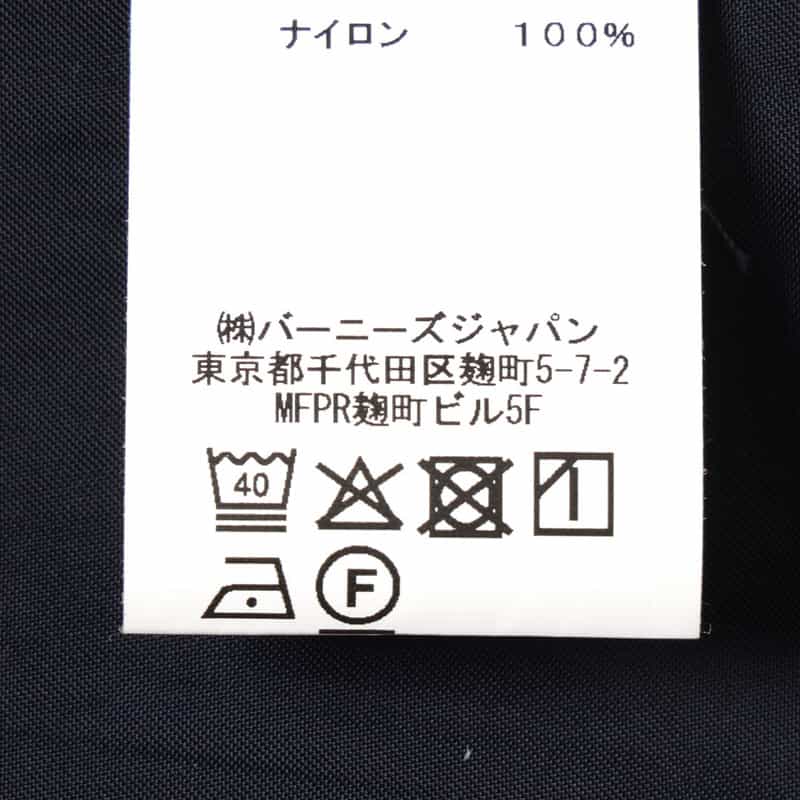 ナイロン　１００％
㈱バーニーズジャパン
東京都千代田区麹町5-7-2
MFPR麹町ビル5F
40
F